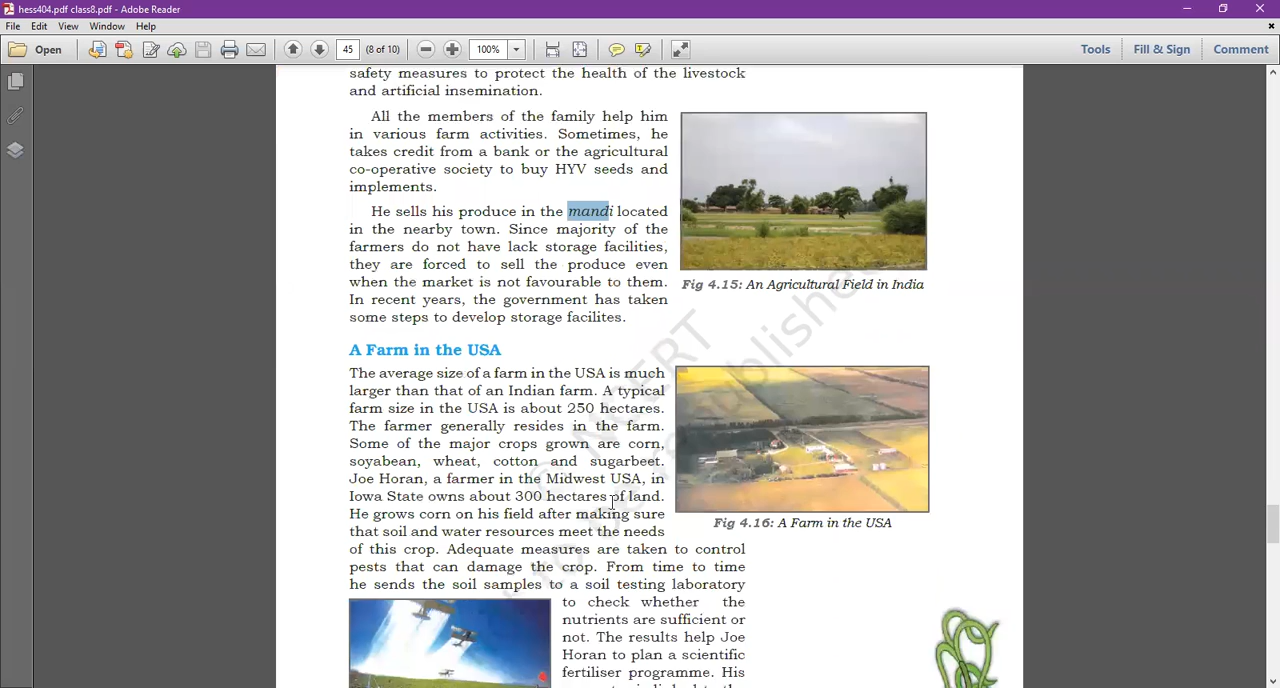 hess404.pdf class8.pdf - Adobe Reader
File Edit View Window Help
Open 45 (8 of 10) 100% Tools Fill & Sign Comment
safety measures to protect the health of the livestock
and artificial insemination.
All the members of the family help him
in various farm activities. Sometimes, he
takes credit from a bank or the agricultural
co-operative society to buy HYV seeds and
implements.
He sells his produce in the mandi located
in the nearby town. Since majority of the
farmers do not have lack storage facilities,
they are forced to sell the produce even
when the market is not favourable to them.
In recent years, the government has taken
some steps to develop storage facilites.
Fig 4.15: An Agricultural Field in India
A Farm in the USA
The average size of a farm in the USA is much
larger than that of an Indian farm. A typical
farm size in the USA is about 250 hectares.
The farmer generally resides in the farm.
Some of the major crops grown are corn,
soyabean, wheat, cotton and sugarbeet.
Joe Horan, a farmer in the Midwest USA, in
Iowa State owns about 300 hectares of land.
He grows corn on his field after making sure
that soil and water resources meet the needs
of this crop. Adequate measures are taken to control
pests that can damage the crop. From time to time
he sends the soil samples to a soil testing laboratory
to check whether the
nutrients are sufficient or
not. The results help Joe
Horan to plan a scientific
fertiliser programme. His
Fig 4.16: A Farm in the USA
© NCERT
to be republished